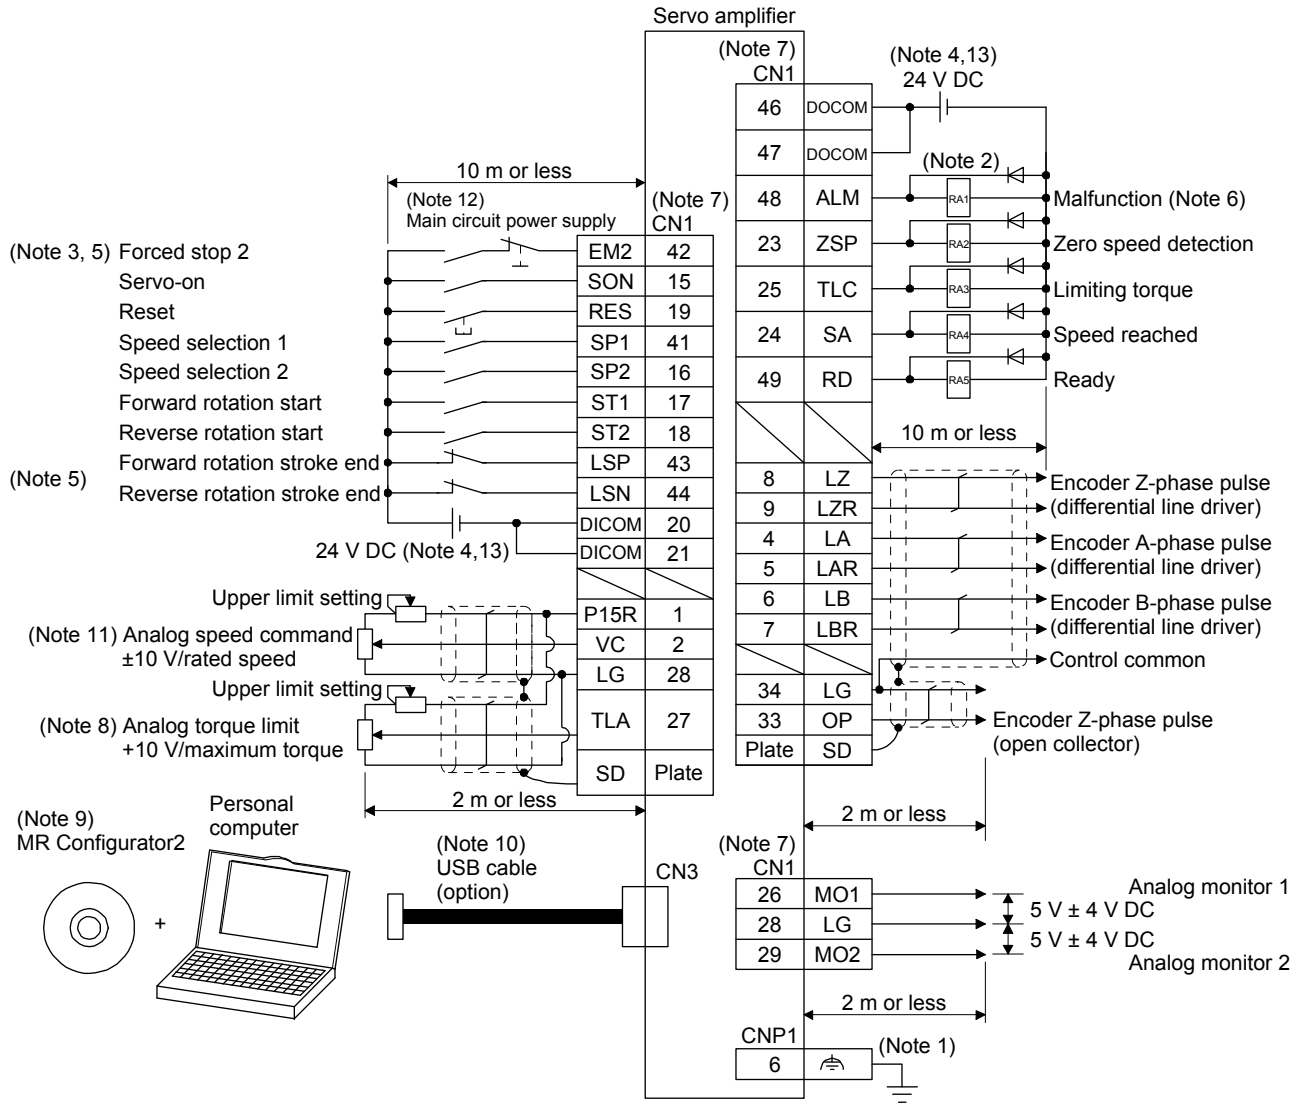 Servo amplifier
(Note 7)
CN1
(Note 4,13)
24 V DC
46 DOCOM
47 DOCOM
(Note 2)
48 ALM RA1 Malfunction (Note 6)
23 ZSP RA2 Zero speed detection
25 TLC RA3 Limiting torque
24 SA RA4 Speed reached
49 RD RA5 Ready
10 m or less
8 LZ Encoder Z-phase pulse
9 LZR (differential line driver)
4 LA Encoder A-phase pulse
5 LAR (differential line driver)
6 LB Encoder B-phase pulse
7 LBR (differential line driver)
Control common
34 LG
33 OP Encoder Z-phase pulse
(open collector)
Plate SD
2 m or less
10 m or less
(Note 12)
Main circuit power supply
(Note 7)
CN1
(Note 3, 5) Forced stop 2 EM2 42
Servo-on SON 15
Reset RES 19
Speed selection 1 SP1 41
Speed selection 2 SP2 16
Forward rotation start ST1 17
Reverse rotation start ST2 18
Forward rotation stroke end LSP 43
(Note 5)
Reverse rotation stroke end LSN 44
DICOM 20
24 V DC (Note 4,13) DICOM 21
Upper limit setting P15R 1
(Note 11) Analog speed command VC 2
±10 V/rated speed
LG 28
Upper limit setting
(Note 8) Analog torque limit TLA 27
+10 V/maximum torque
SD Plate
2 m or less
(Note 9)
MR Configurator2
+
Personal
computer
(Note 10)
USB cable
(option)
CN3
(Note 7)
CN1
26 MO1 Analog monitor 1
5 V ± 4 V DC
28 LG
5 V ± 4 V DC
29 MO2 Analog monitor 2
2 m or less
CNP1
6 (Note 1)